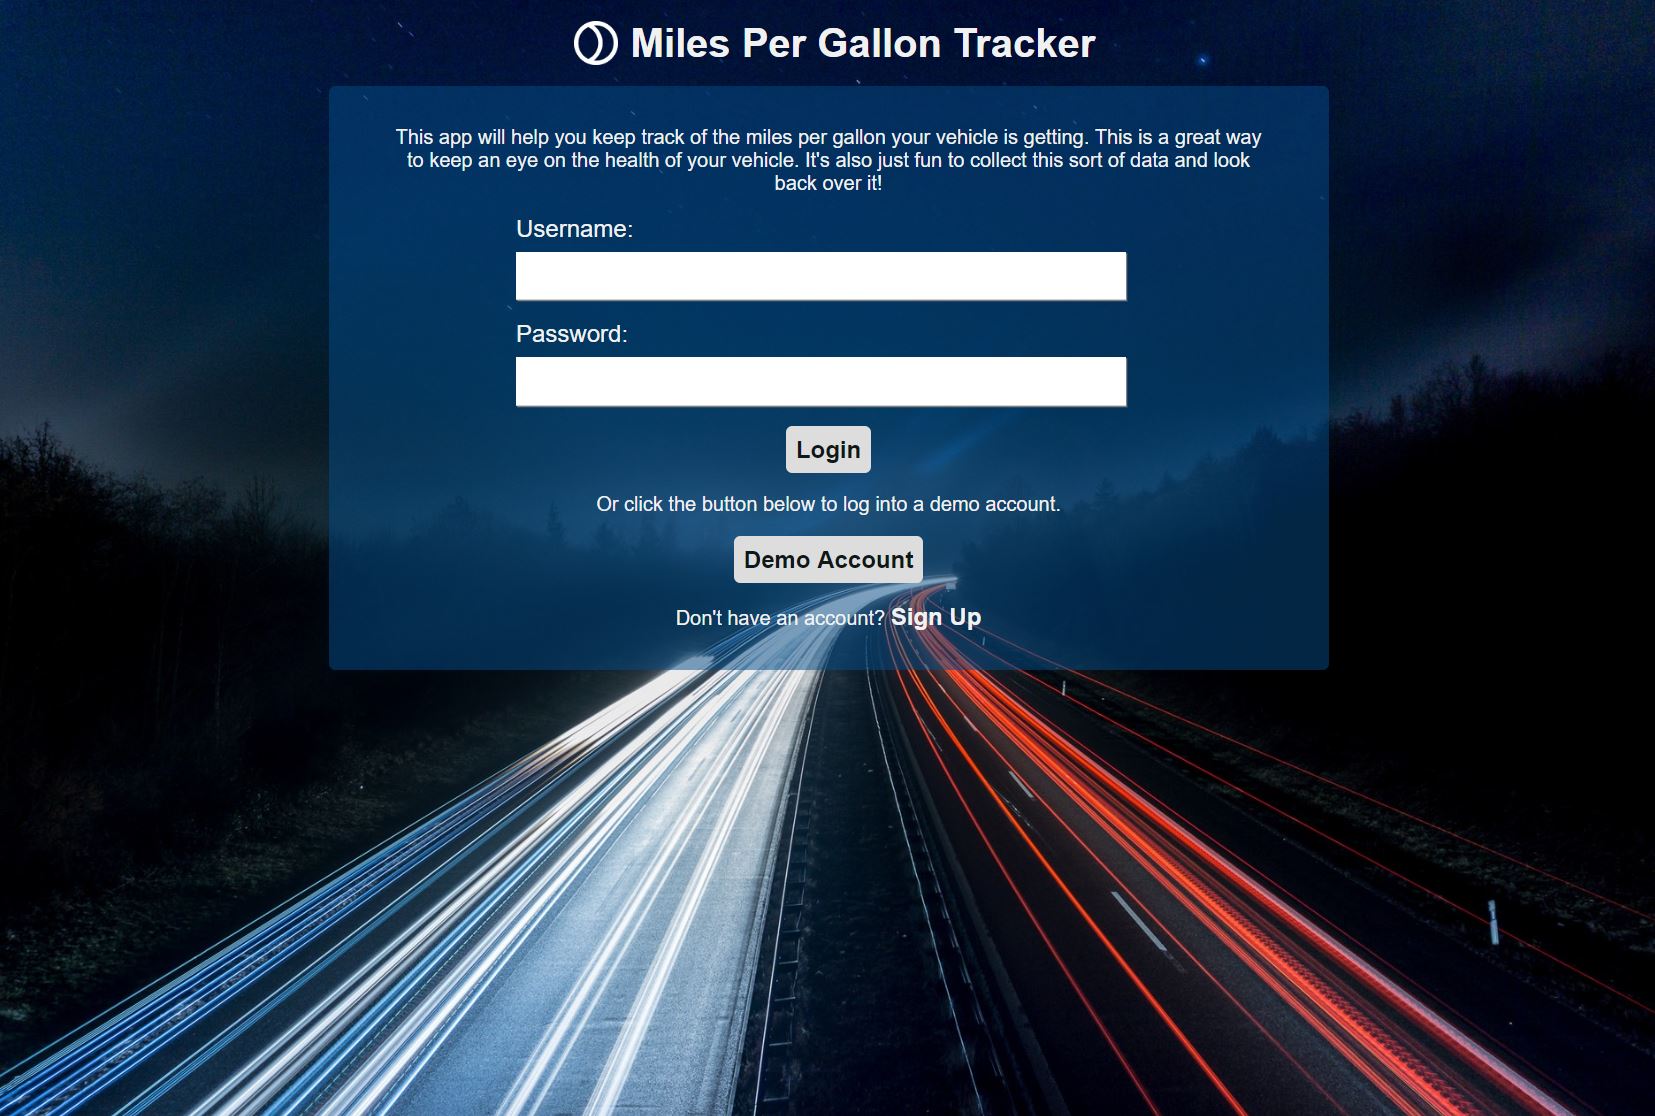 Miles Per Gallon Tracker
This app will help you keep track of the miles per gallon your vehicle is getting. This is a great way
to keep an eye on the health of your vehicle. It's also just fun to collect this sort of data and look
back over it!
Username:
Password:
Login
Or click the button below to log into a demo account.
Demo Account
Don't have an account? Sign Up